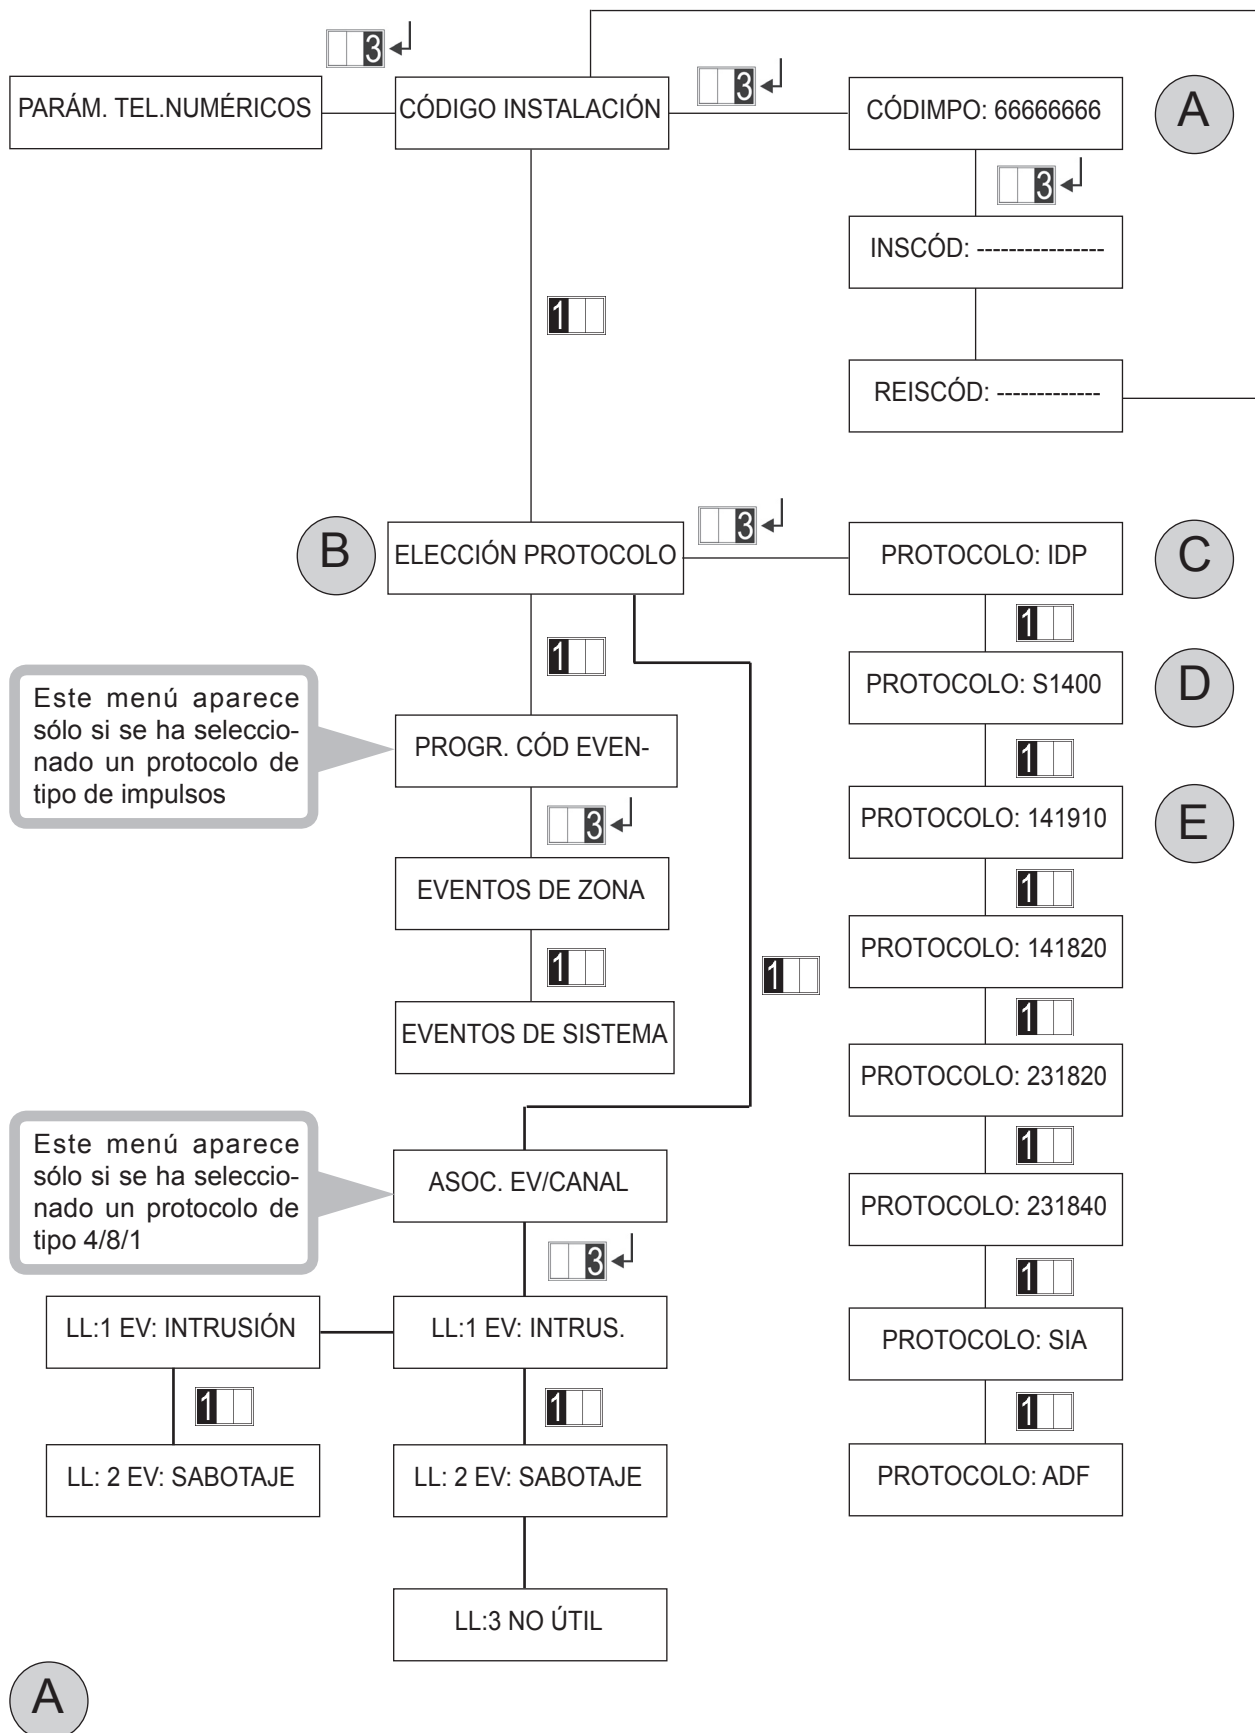 3
3
PARÁM. TEL.NUMÉRICOS
CÓDIGO INSTALACIÓN
CÓDIMPO: 66666666
A
3
INSCÓD: ----------------
1
REISCÓD: -------------
3
B
ELECCIÓN PROTOCOLO
PROTOCOLO: IDP
C
1
1
Este menú aparece
sólo si se ha seleccio-
nado un protocolo de
tipo de impulsos
PROTOCOLO: S1400
D
PROGR. CÓD EVEN-
1
3
PROTOCOLO: 141910
E
EVENTOS DE ZONA
1
PROTOCOLO: 141820
1
1
1
EVENTOS DE SISTEMA
PROTOCOLO: 231820
1
Este menú aparece
sólo si se ha seleccio-
nado un protocolo de
tipo 4/8/1
ASOC. EV/CANAL
PROTOCOLO: 231840
3
1
LL:1 EV: INTRUSIÓN
LL:1 EV: INTRUS.
PROTOCOLO: SIA
1
1
1
LL: 2 EV: SABOTAJE
LL: 2 EV: SABOTAJE
PROTOCOLO: ADF
LL:3 NO ÚTIL
A